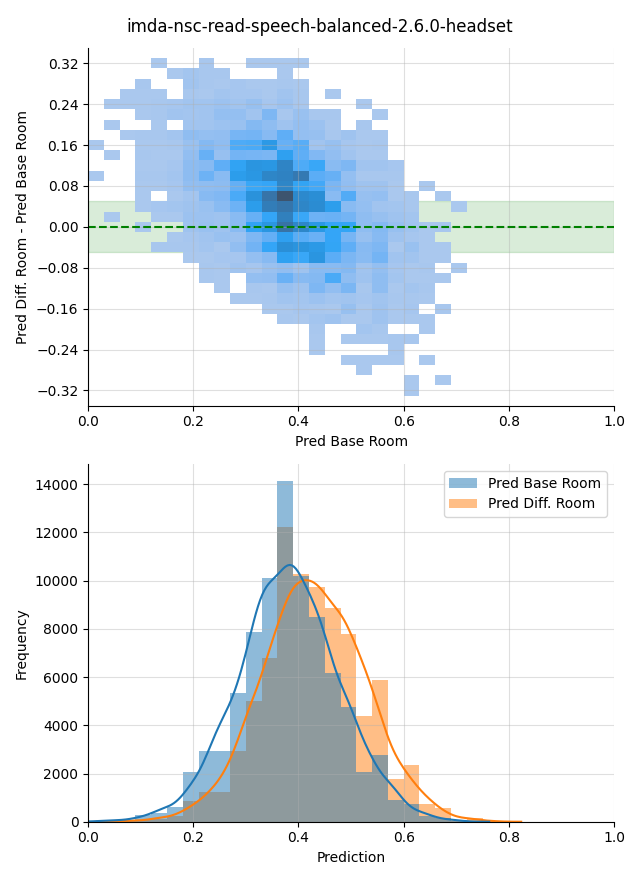 imda-nsc-read-speech-balanced-2.6.0-headset
Pred Diff. Room - Pred Base Room
0.32
0.24
0.16
0.08
0.00
−0.08
−0.16
−0.24
−0.32
0.0 0.2 0.4 0.6 0.8 1.0
Pred Base Room
Frequency
14000
12000
10000
8000
6000
4000
2000
0
Pred Base Room
Pred Diff. Room
0.0 0.2 0.4 0.6 0.8 1.0
Prediction